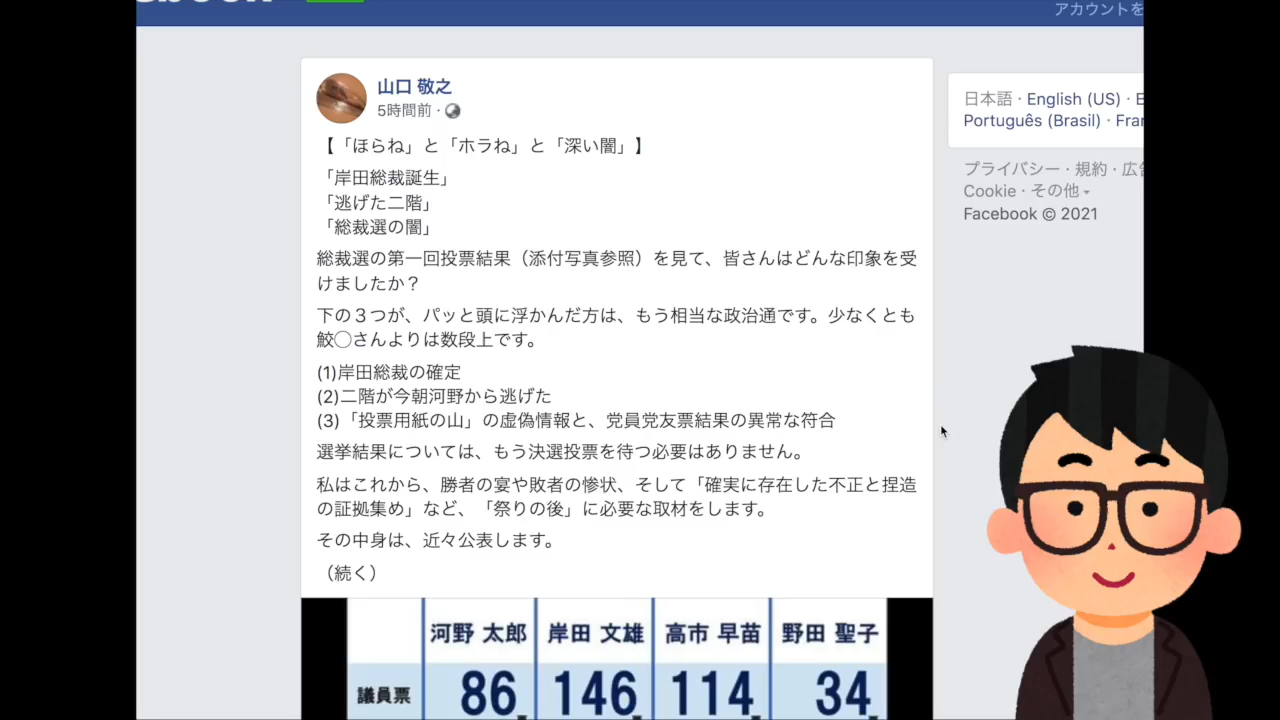 アカウントを
山口 敬之
5時間前
【「ほらね」と「ホラね」と「深い闇」】
「岸田総裁誕生」
「逃げた二階」
「総裁選の闇」
総裁選の第一回投票結果（添付写真参照）を見て、皆さんはどんな印象を受
けましたか？
下の３つが、パッと頭に浮かんだ方は、もう相当な政治通です。少なくとも
鮫◯さんよりは数段上です。
(1)岸田総裁の確定
(2)二階が今朝河野から逃げた
(3)「投票用紙の山」の虚偽情報と、党員党友票結果の異常な符合
選挙結果については、もう決選投票を待つ必要はありません。
私はこれから、勝者の宴や敗者の惨状、そして「確実に存在した不正と捏造
の証拠集め」など、「祭りの後」に必要な取材をします。
その中身は、近々公表します。
（続く）
河野 太郎 岸田 文雄 高市 早苗 野田 聖子
議員票 86 146 114 34
日本語 · English (US) · E
Português (Brasil) · Fran
プライバシー · 規約 · 広告
Cookie · その他
Facebook © 2021